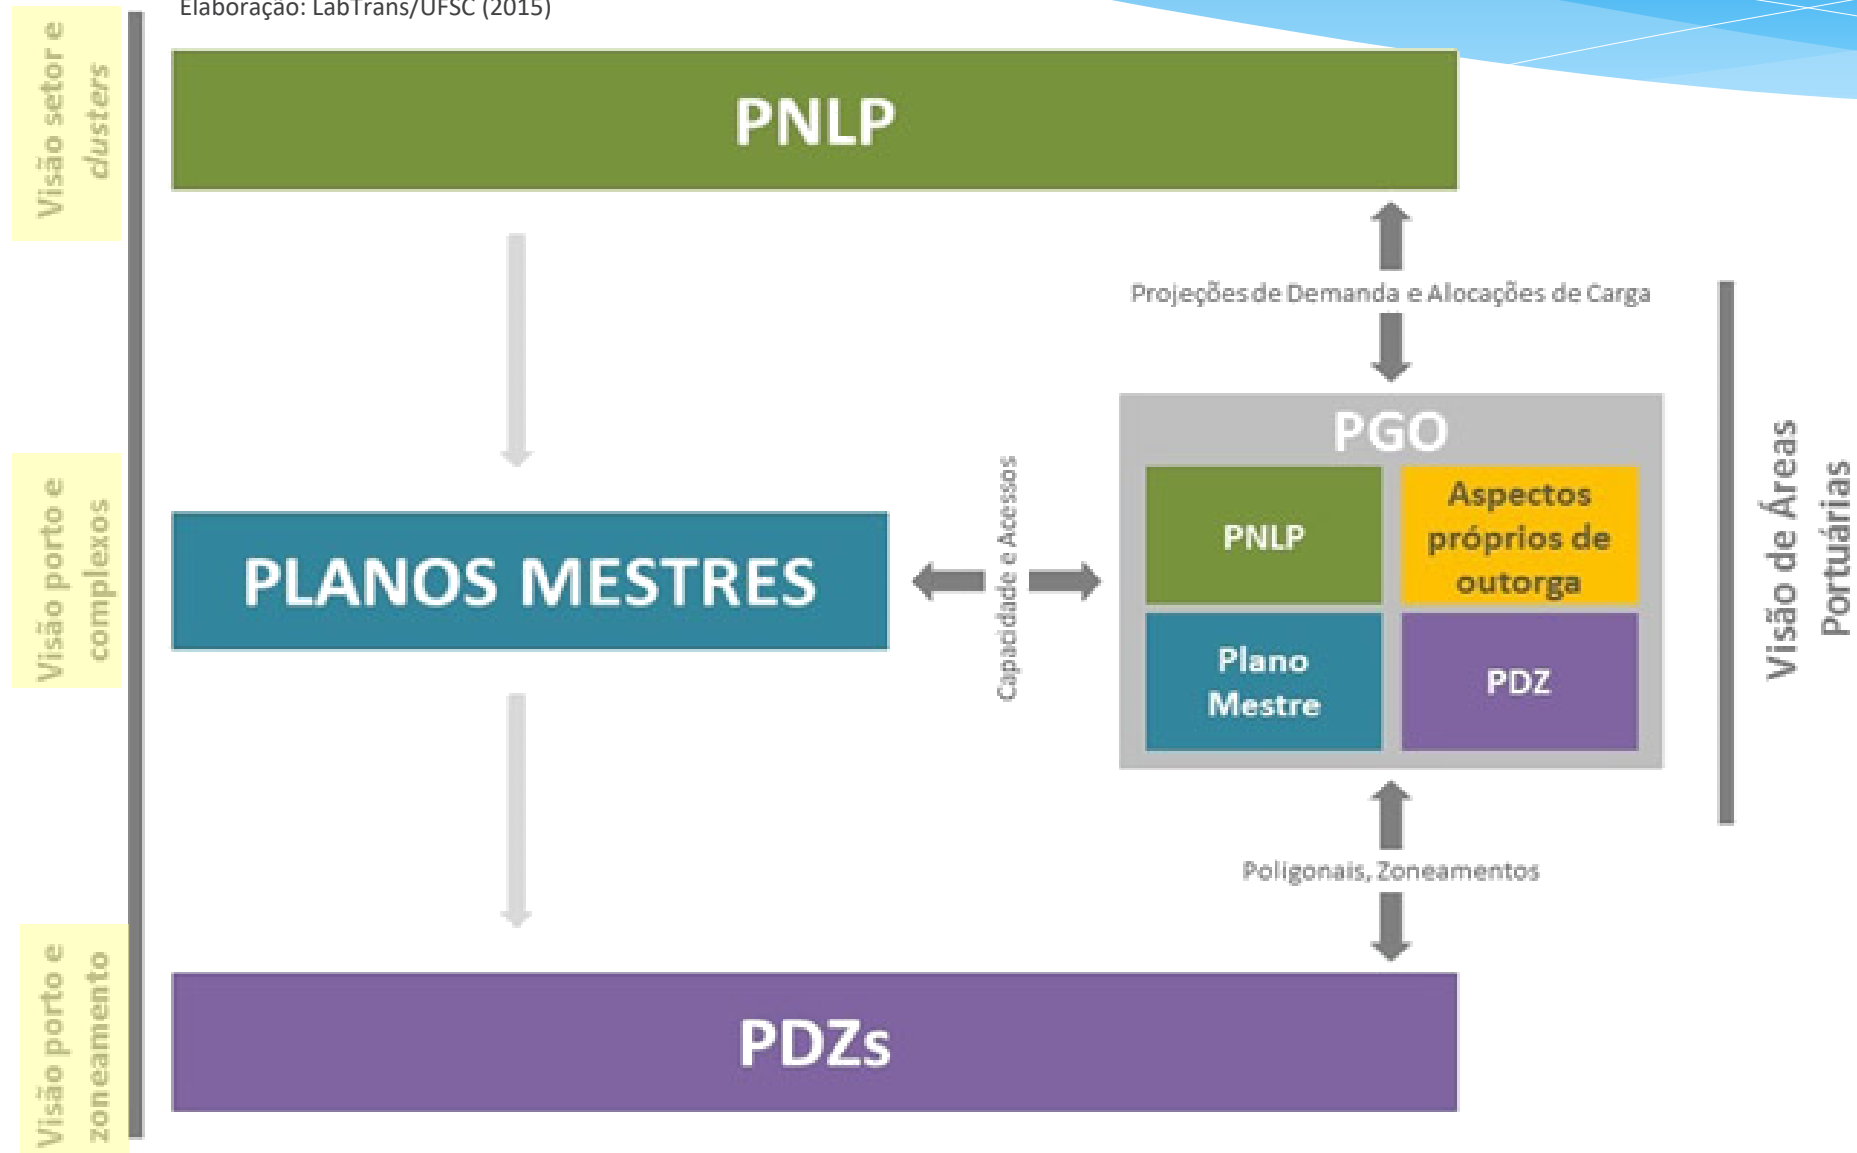 Elaboração: LabTrans/UFSC (2015)
Visão setor e
clusters
PNLP
Projeções de Demanda e Alocações de Carga
Visão porto e
complexos
PLANOS MESTRES
Capacidade e Acessos
PGO
PNLP
Aspectos
próprios de
outorga
Plano
Mestre
PDZ
Visão de Áreas
Portuárias
Poligonais, Zoneamentos
Visão porto e
zoneamento
PDZs